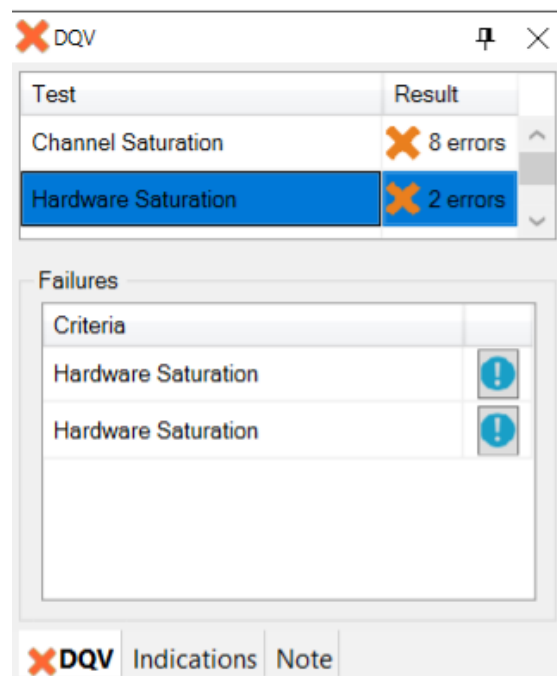 DQV
Test Result
Channel Saturation 8 errors
Hardware Saturation 2 errors
Failures
Criteria
Hardware Saturation
Hardware Saturation
DQV Indications Note